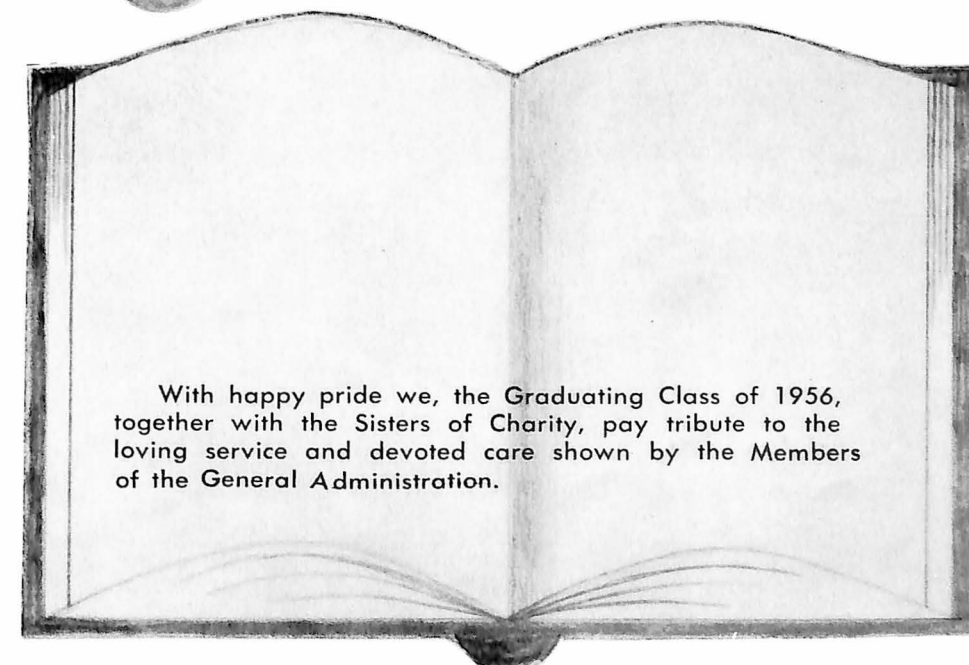 With happy pride we, the Graduating Class of 1956,
together with the Sisters of Charity, pay tribute to the
loving service and devoted care shown by the Members
of the General Administration.